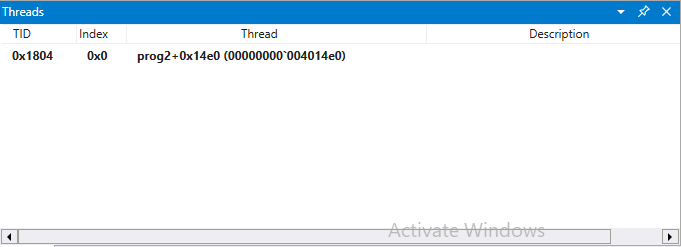 Threads
TID Index Thread Description
0x1804 0x0 prog2+0x14e0 (00000000`004014e0)
Activate Windows